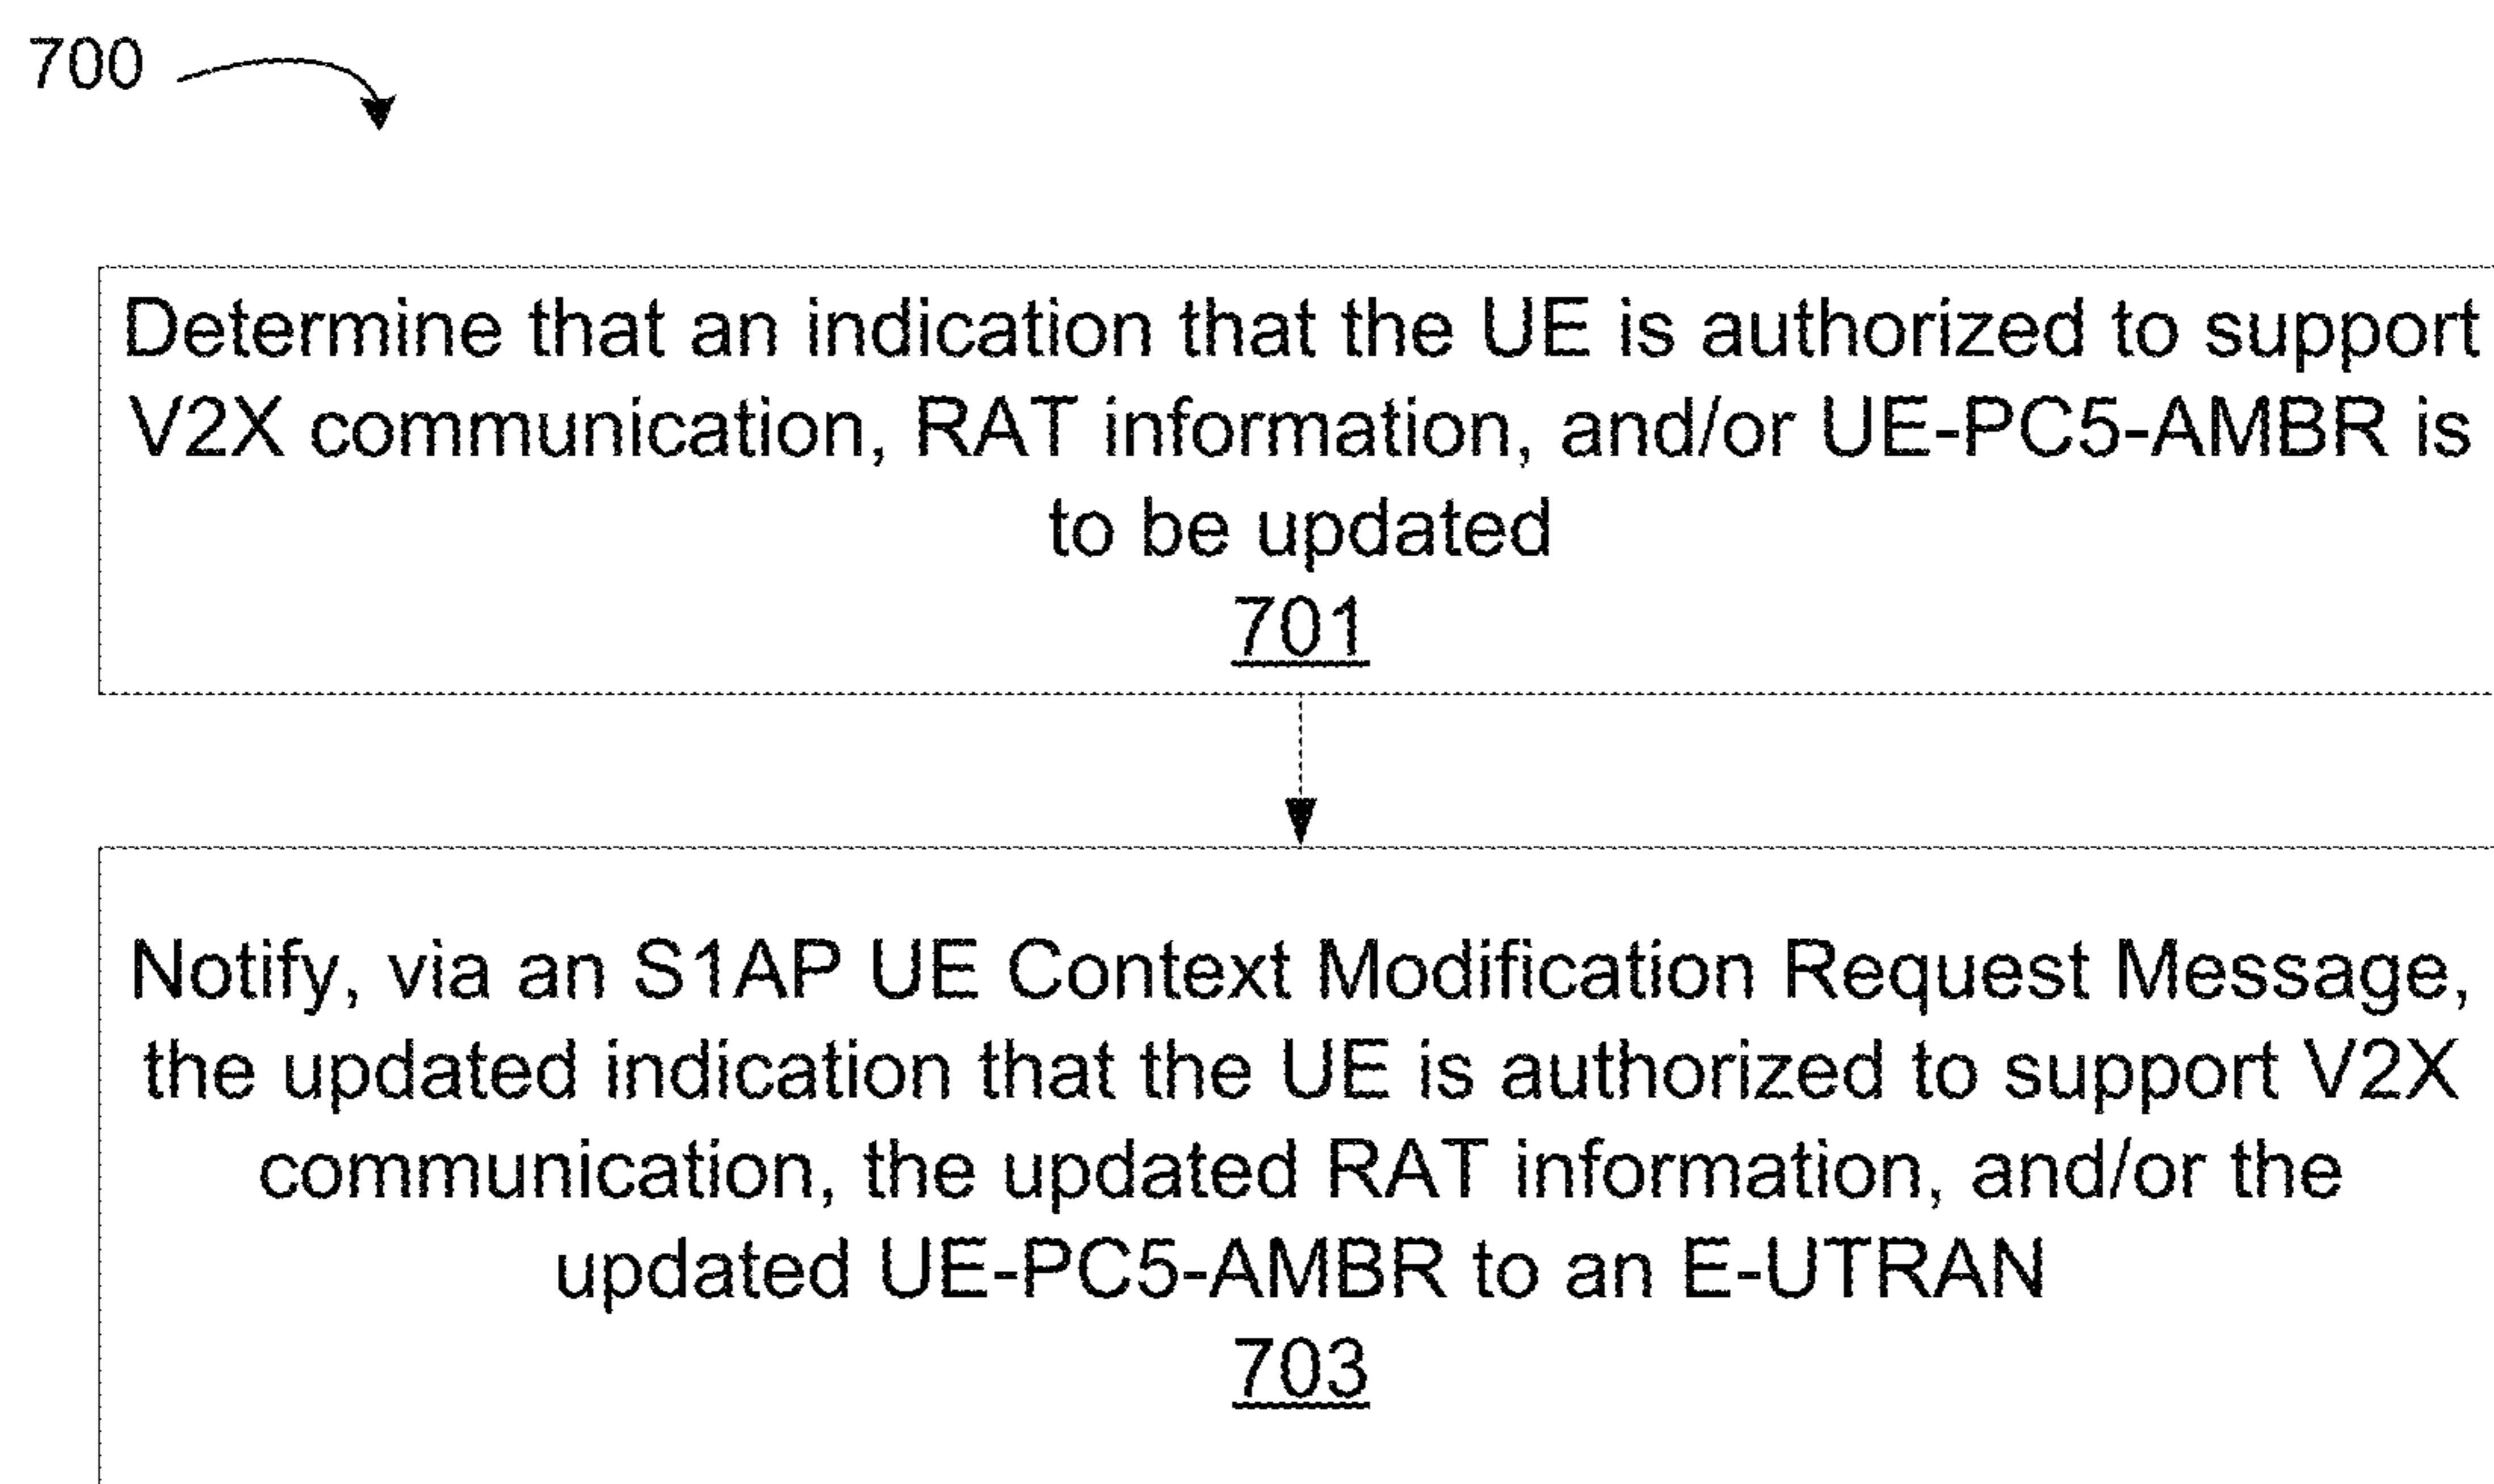 700
Determine that an indication that the UE is authorized to support
V2X communication, RAT information, and/or UE-PC5-AMBR is
to be updated
701
Notify, via an S1AP UE Context Modification Request Message,
the updated indication that the UE is authorized to support V2X
communication, the updated RAT information, and/or the
updated UE-PC5-AMBR to an E-UTRAN
703